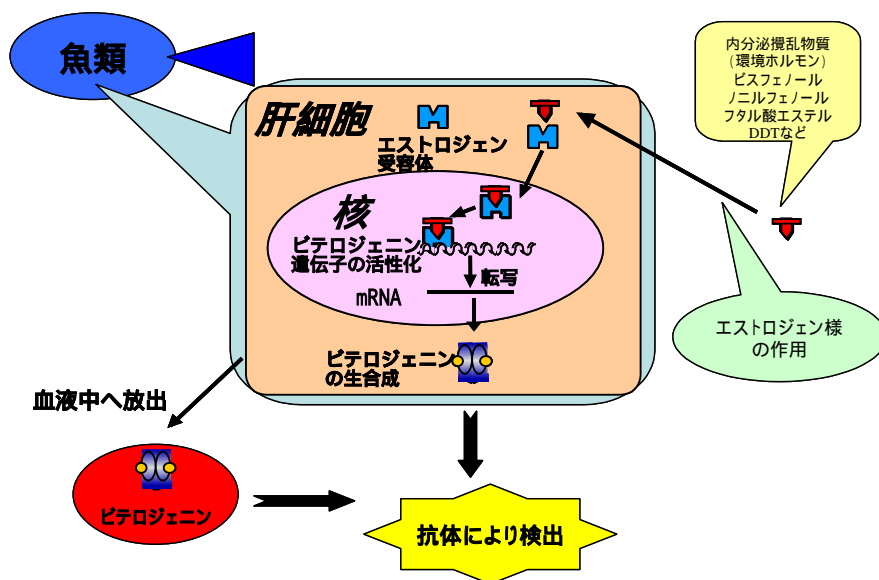 魚類
内分泌攪乱物質
(環境ホルモン)
ビスフェノール
ノニルフェノール
フタル酸エステル
DDTなど
肝細胞
エストロジェン
受容体
核
ビテロジェニン
遺伝子の活性化
転写
mRNA
エストロジェン様
の作用
ビテロジェニン
の生合成
血液中へ放出
ビテロジェニン
抗体により検出